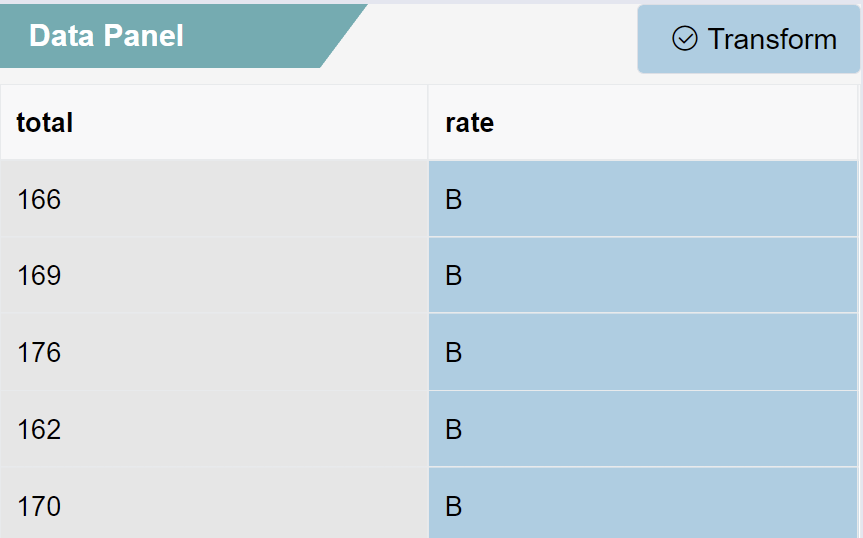 Data Panel
Transform
total rate
166 B
169 B
176 B
162 B
170 B